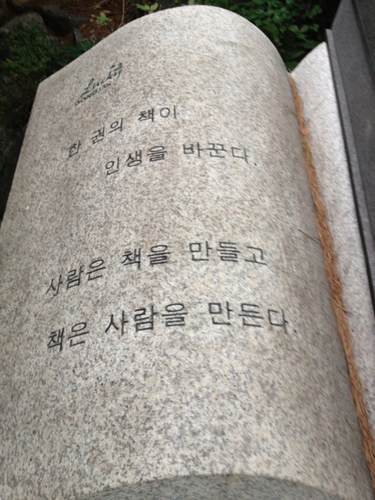 한 권의 책이
인생을 바꾼다.
사람은 책을 만들고
책은 사람을 만든다.